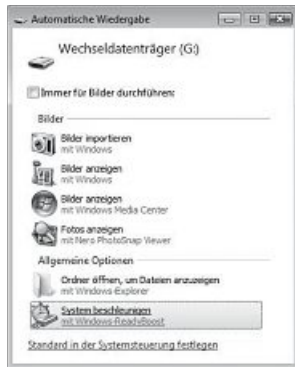 Automatische Wiedergabe
Wechseldatenträger (G:)
Immer für Bilder durchführen:
Bilder
Bilder importieren
mit Windows
Bilder anzeigen
mit Windows
Bilder anzeigen
mit Windows Media Center
Fotos anzeigen
mit Nero PhotoSnap Viewer
Allgemeine Optionen
Ordner öffnen, um Dateien anzuzeigen
mit Windows-Explorer
System beschleunigen
mit Windows-ReadyBoost
Standard in der Systemsteuerung festlegen